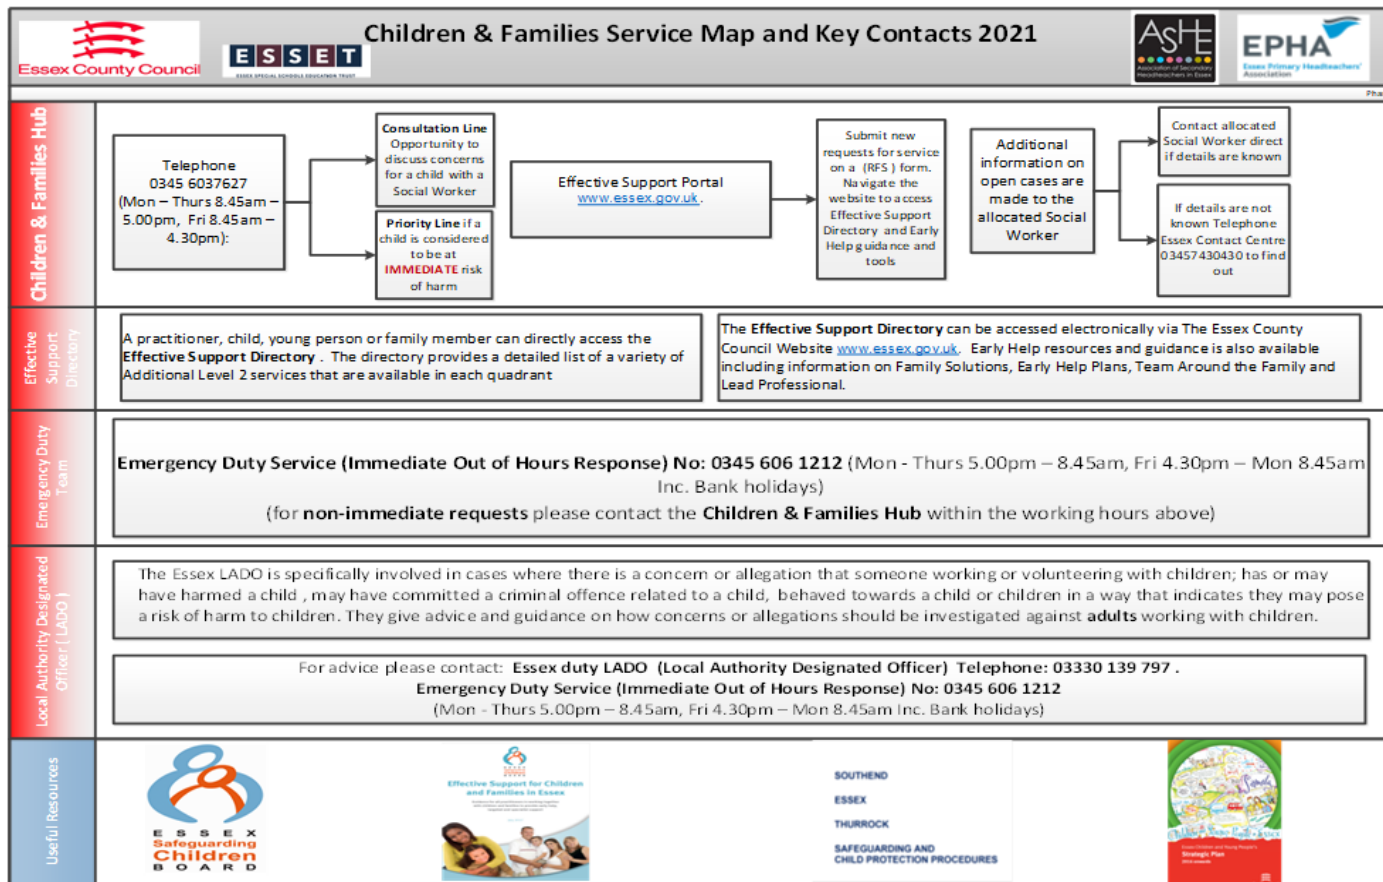 Children & Families Service Map and Key Contacts 2021
Essex County Council
ESSET
ESSEX SPECIAL SCHOOLS EDUCATION TRUST
ASHE
Association of Secondary
Headteachers in Essex
EPHA
Essex Primary Headteachers'
Association
Pha
Children & Families Hub
Telephone
0345 6037627
(Mon – Thurs 8.45am –
5.00pm, Fri 8.45am –
4.30pm):
Consultation Line
Opportunity to
discuss concerns
for a child with a
Social Worker
Priority Line if a
child is considered
to be at
IMMEDIATE risk
of harm
Effective Support Portal
www.essex.gov.uk.
Submit new
requests for service
on a (RFS) form.
Navigate the
website to access
Effective Support
Directory and Early
Help guidance and
tools
Additional
information on
open cases are
made to the
allocated Social
Worker
Contact allocated
Social Worker direct
if details are known
If details are not
known Telephone
Essex Contact Centre
03457430430 to find
out
Effective
Support
Directory
A practitioner, child, young person or family member can directly access the
Effective Support Directory . The directory provides a detailed list of a variety of
Additional Level 2 services that are available in each quadrant
The Effective Support Directory can be accessed electronically via The Essex County
Council Website www.essex.gov.uk. Early Help resources and guidance is also available
including information on Family Solutions, Early Help Plans, Team Around the Family and
Lead Professional.
Emergency Duty
Team
Emergency Duty Service (Immediate Out of Hours Response) No: 0345 606 1212 (Mon - Thurs 5.00pm – 8.45am, Fri 4.30pm – Mon 8.45am
Inc. Bank holidays)
(for non-immediate requests please contact the Children & Families Hub within the working hours above)
Local Authority Designated
Officer ( LADO )
The Essex LADO is specifically involved in cases where there is a concern or allegation that someone working or volunteering with children; has or may
have harmed a child , may have committed a criminal offence related to a child, behaved towards a child or children in a way that indicates they may pose
a risk of harm to children. They give advice and guidance on how concerns or allegations should be investigated against adults working with children.
For advice please contact: Essex duty LADO (Local Authority Designated Officer) Telephone: 03330 139 797 .
Emergency Duty Service (Immediate Out of Hours Response) No: 0345 606 1212
(Mon - Thurs 5.00pm – 8.45am, Fri 4.30pm – Mon 8.45am Inc. Bank holidays)
Useful Resources
ESSEX
Safeguarding
Children
BOARD
Effective Support for Children
and Families in Essex
SOUTHEND
ESSEX
THURROCK
SAFEGUARDING AND
CHILD PROTECTION PROCEDURES
Essex Children and Young People's
Strategic Plan